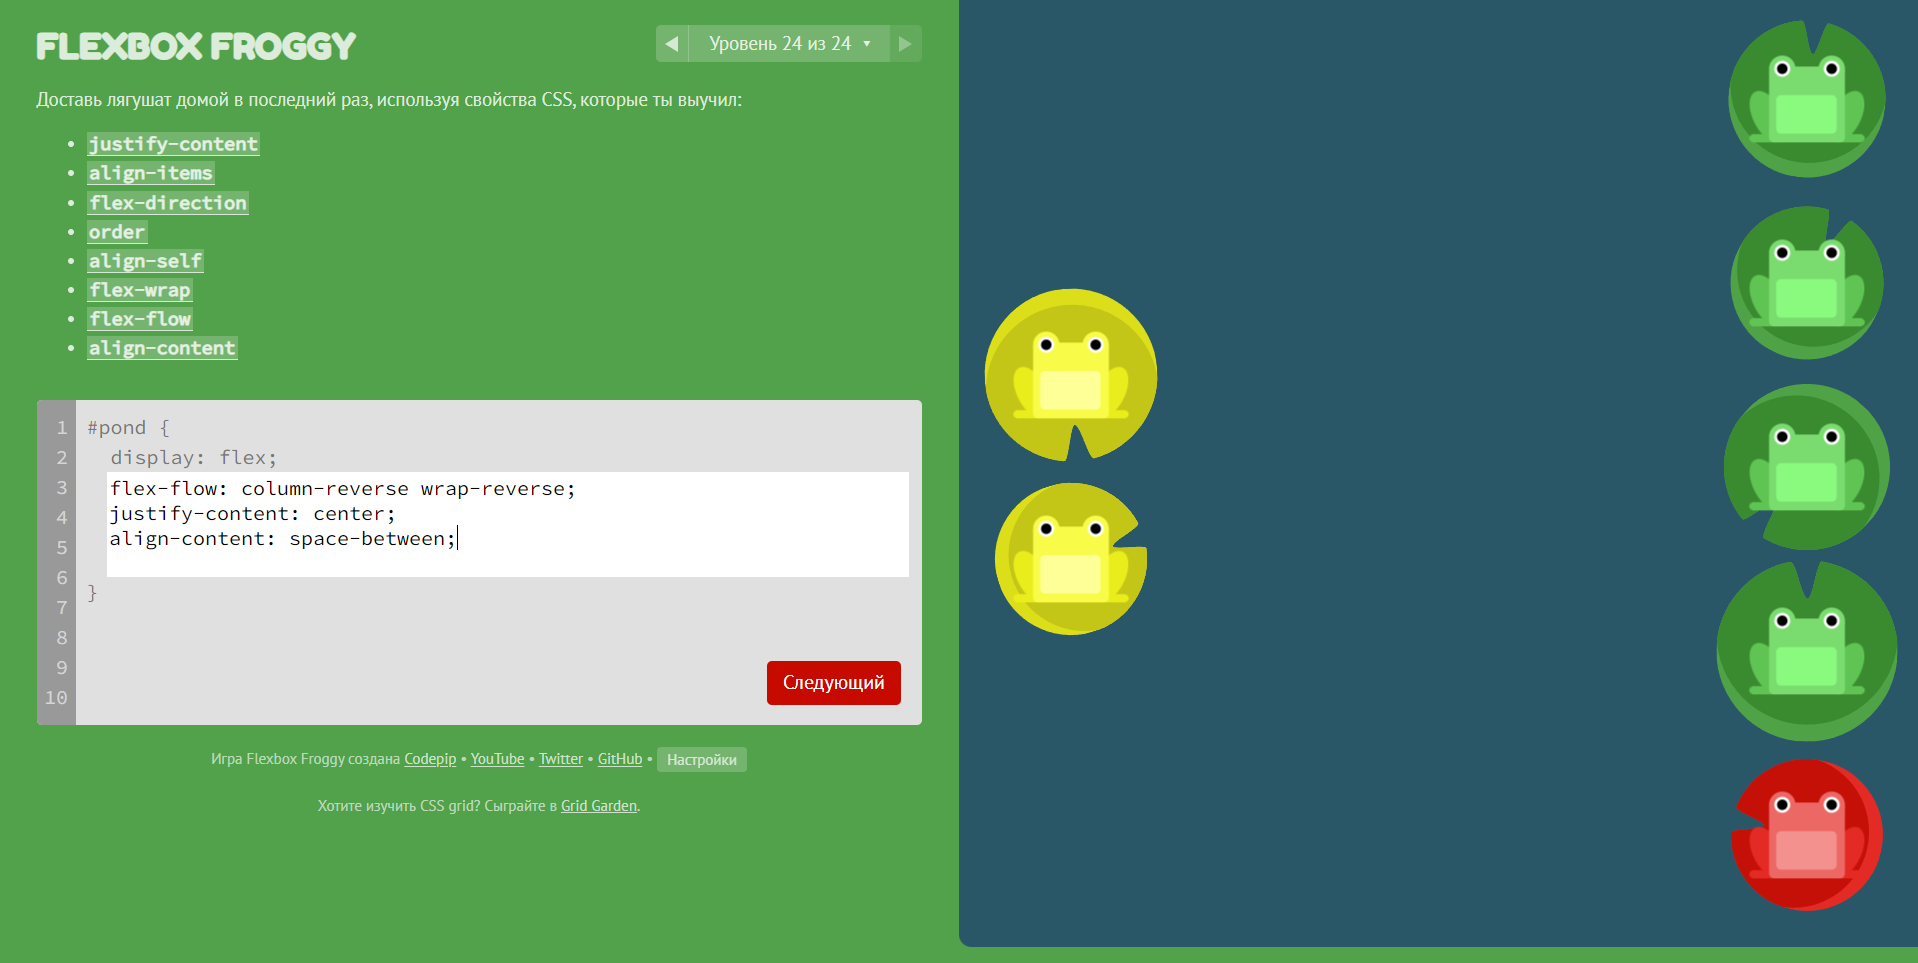 FLEXBOX FROGGY
Уровень 24 из 24
Доставь лягушат домой в последний раз, используя свойства CSS, которые ты выучил:
• justify-content
• align-items
• flex-direction
• order
• align-self
• flex-wrap
• flex-flow
• align-content
1 #pond {
2 display: flex;
3 flex-flow: column-reverse wrap-reverse;
4 justify-content: center;
5 align-content: space-between;
6 }
7
8
9
10
Следующий
Игра Flexbox Froggy создана Codepip • YouTube • Twitter • GitHub • Настройки
Хотите изучить CSS grid? Сыграйте в Grid Garden.